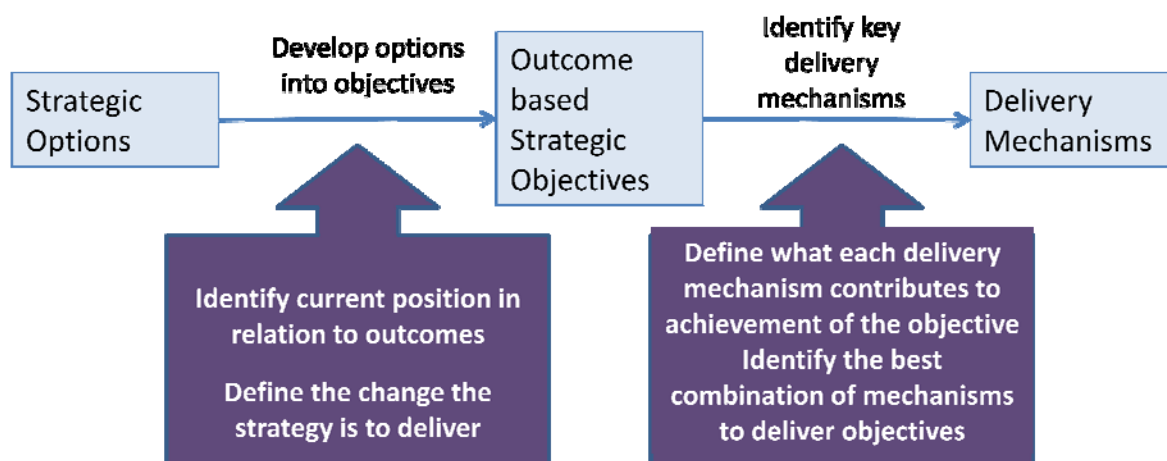 Strategic
Options
Develop options
into objectives
Outcome
based
Strategic
Objectives
Identify key
delivery
mechanisms
Delivery
Mechanisms
Identify current position in
relation to outcomes
Define the change the
strategy is to deliver
Define what each delivery
mechanism contributes to
achievement of the objective
Identify the best
combination of mechanisms
to deliver objectives